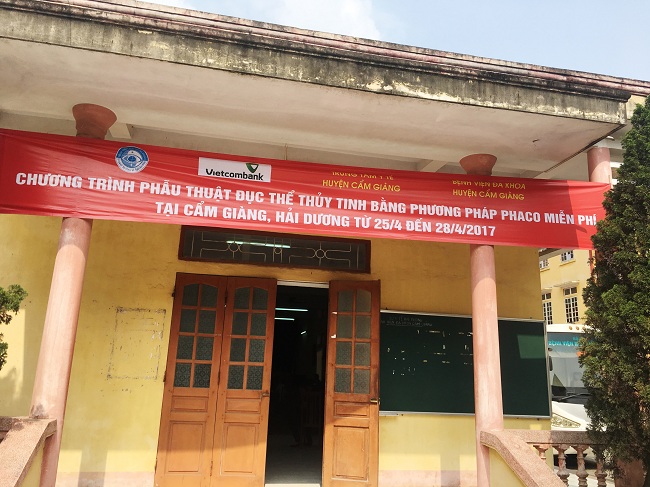 Vietcombank
TRUNG TÂM Y TẾ
HUYỆN CẨM GIÀNG
BỆNH VIỆN ĐA KHOA
HUYỆN CẨM GIÀNG
CHƯƠNG TRÌNH PHẪU THUẬT ĐỤC THỂ THỦY TINH BẰNG PHƯƠNG PHÁP PHACO MIỄN PHÍ
TẠI CẨM GIÀNG, HẢI DƯƠNG TỪ 25/4 ĐẾN 28/4/2017